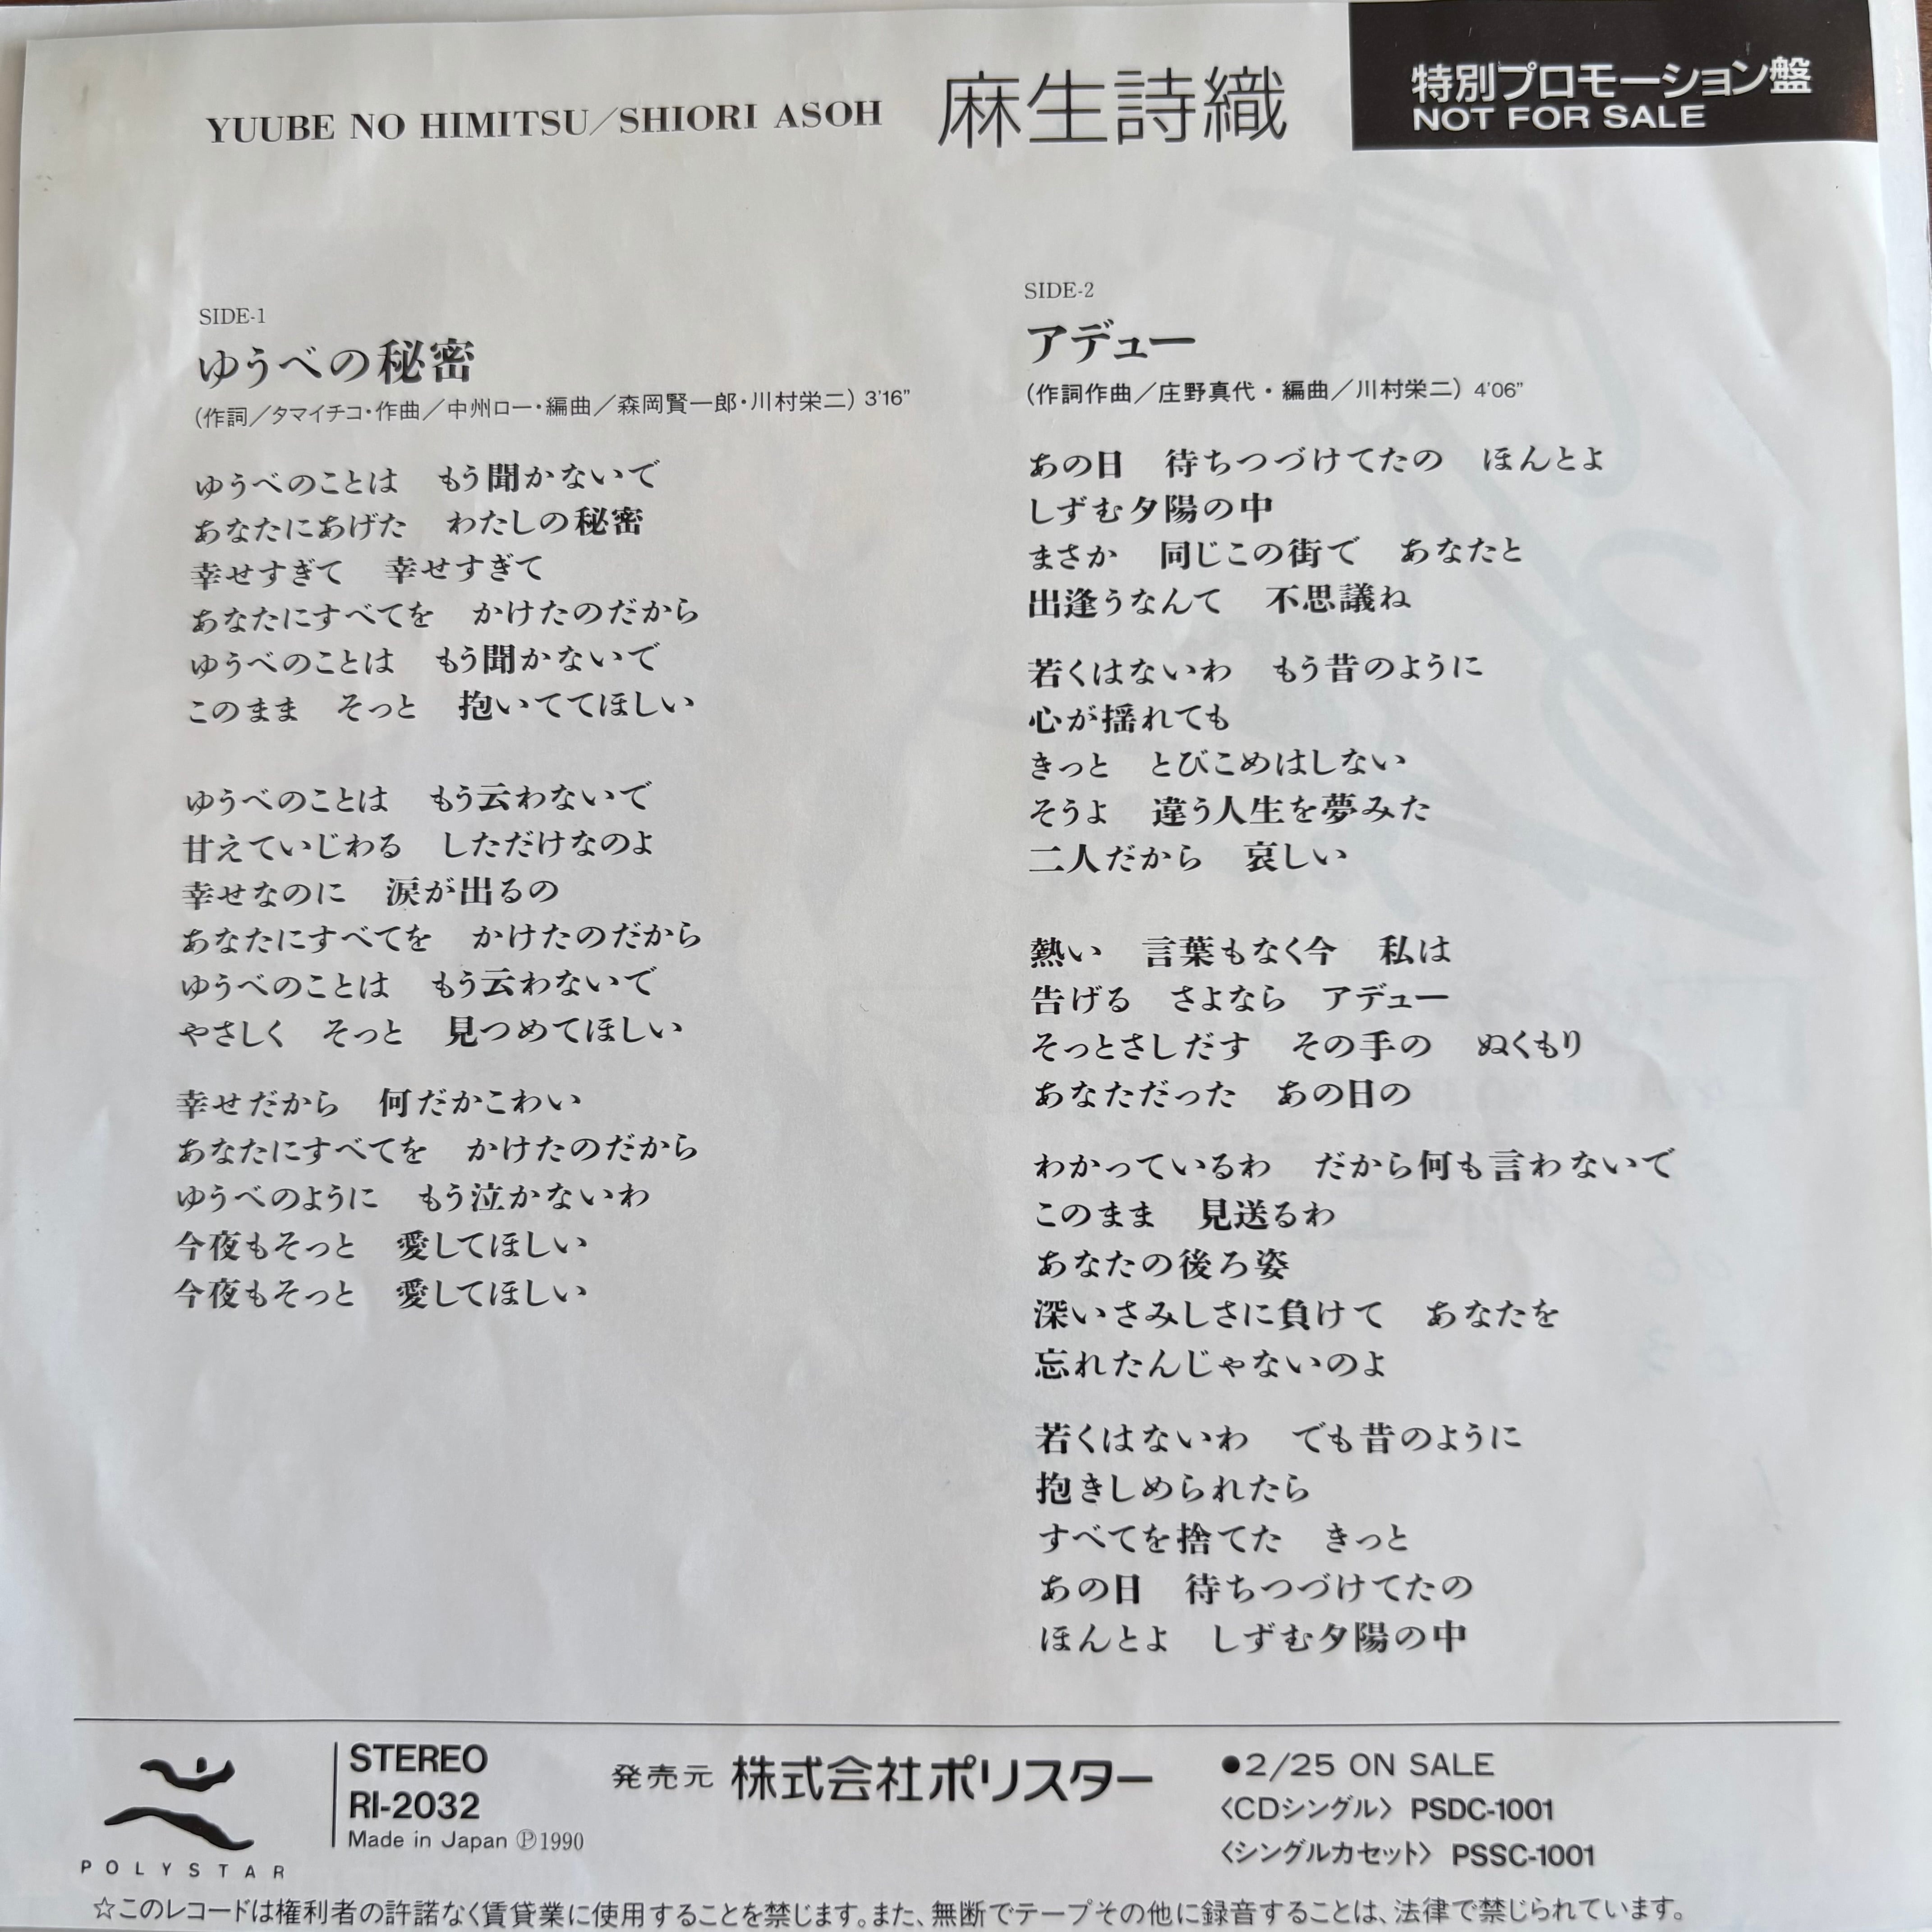 YUUBE NO HIMITSU／SHIORI ASOH 麻生詩織
特別プロモーション盤
NOT FOR SALE
SIDE-1
ゆうべの秘密
(作詞／タマイチコ・作曲／中州ロー・編曲／森岡賢一郎・川村栄二) 3'16"
ゆうべのことは　もう聞かないで
あなたにあげた　わたしの秘密
幸せすぎて　幸せすぎて
あなたにすべてを　かけたのだから
ゆうべのことは　もう聞かないで
このまま　そっと　抱いててほしい
ゆうべのことは　もう云わないで
甘えていじわる　しただけなのよ
幸せなのに　涙が出るの
あなたにすべてを　かけたのだから
ゆうべのことは　もう云わないで
やさしく　そっと　見つめてほしい
幸せだから　何だかこわい
あなたにすべてを　かけたのだから
ゆうべのように　もう泣かないわ
今夜もそっと　愛してほしい
今夜もそっと　愛してほしい
SIDE-2
アデュー
(作詞作曲／庄野真代・編曲／川村栄二) 4'06"
あの日　待ちつづけてたの　ほんとよ
しずむ夕陽の中
まさか　同じこの街で　あなたと
出逢うなんて　不思議ね
若くはないわ　もう昔のように
心が揺れても
きっと　とびこめはしない
そうよ　違う人生を夢みた
二人だから　哀しい
熱い　言葉もなく今　私は
告げる　さよなら　アデュー
そっとさしだす　その手の　ぬくもり
あなただった　あの日の
わかっているわ　だから何も言わないで
このまま　見送るわ
あなたの後ろ姿
深いさみしさに負けて　あなたを
忘れたんじゃないのよ
若くはないわ　でも昔のように
抱きしめられたら
すべてを捨てた　きっと
あの日　待ちつづけてたの
ほんとよ　しずむ夕陽の中
POLYSTAR
STEREO
RI-2032
Made in Japan Ⓟ1990
発売元 株式会社ポリスター
●2/25 ON SALE
〈CDシングル〉 PSDC-1001
〈シングルカセット〉 PSSC-1001
☆このレコードは権利者の許諾なく賃貸業に使用することを禁じます。また、無断でテープその他に録音することは、法律で禁じられています。